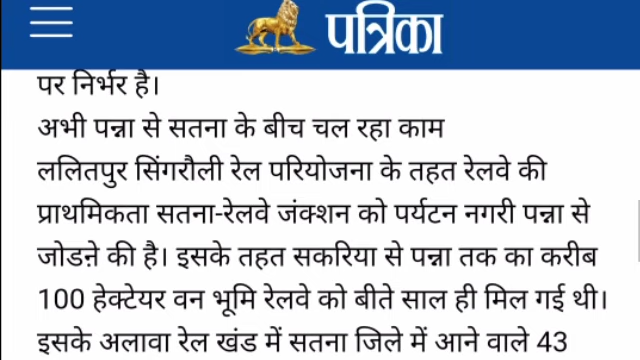 पत्रिका
पर निर्भर है।
अभी पन्ना से सतना के बीच चल रहा काम
ललितपुर सिंगरौली रेल परियोजना के तहत रेलवे की
प्राथमिकता सतना-रेलवे जंक्शन को पर्यटन नगरी पन्ना से
जोडऩे की है। इसके तहत सकरिया से पन्ना तक का करीब
100 हेक्टेयर वन भूमि रेलवे को बीते साल ही मिल गई थी।
इसके अलावा रेल खंड में सतना जिले में आने वाले 43